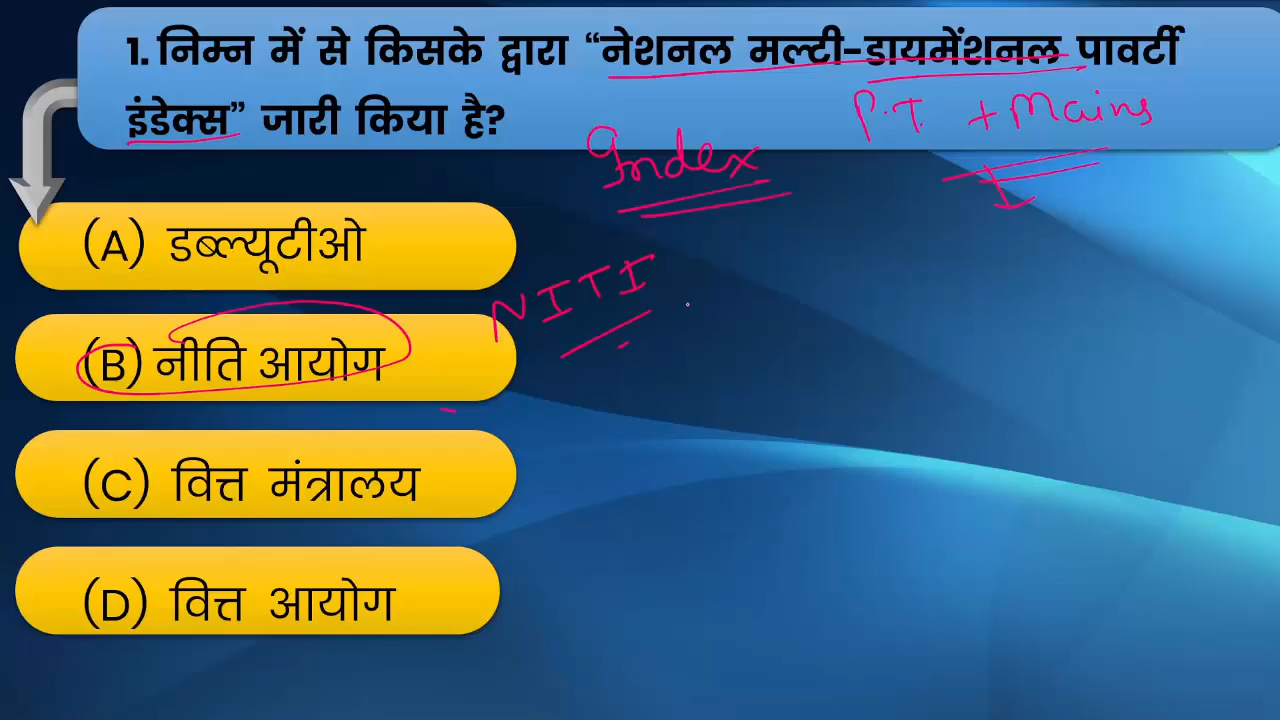 1. निम्न में से किसके द्वारा “नेशनल मल्टी-डायमेंशनल पावर्टी
इंडेक्स” जारी किया है?
P.T. + Mains
Index
(A) डब्ल्यूटीओ
NITI
(B) नीति आयोग
(C) वित्त मंत्रालय
(D) वित्त आयोग